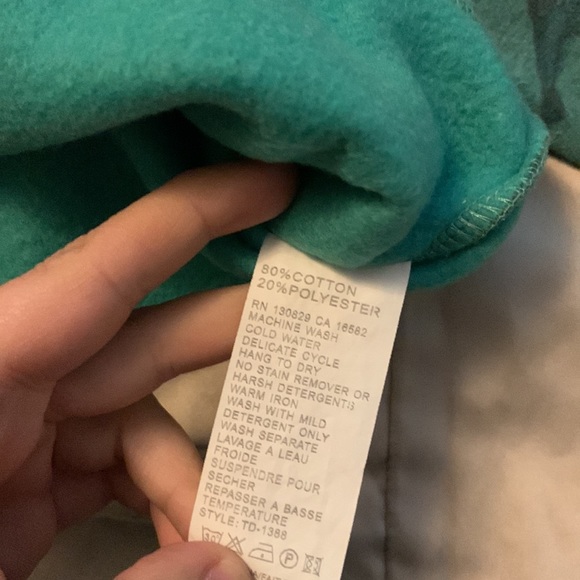 80%COTTON
20%POLYESTER
RN 130829 CA 16562
MACHINE WASH
COLD WATER
DELICATE CYCLE
HANG TO DRY
NO STAIN REMOVER OR
HARSH DETERGENTS
WARM IRON
WASH WITH MILD
DETERGENT ONLY
WASH SEPARATE
LAVAGE A LEAU
FROIDE
SUSPENDRE POUR
SECHER
REPASSER A BASSE
TEMPERATURE
STYLE: TD-1388
P